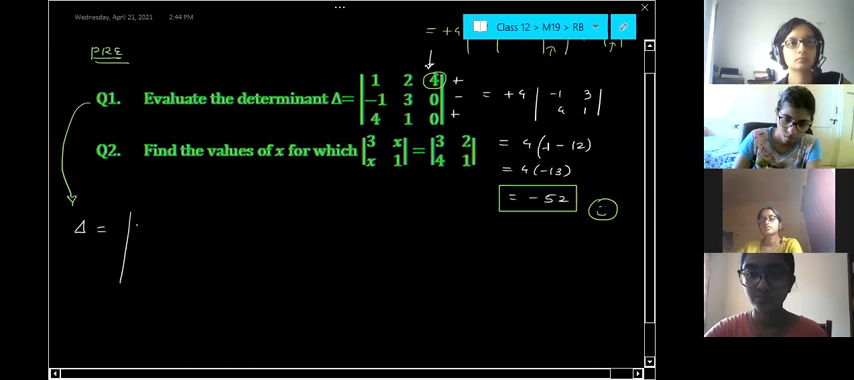 Wednesday, April 21, 2021 2:44 PM
Class 12 > M19 > RB
= +4
PRE
Q1. Evaluate the determinant Δ= | 1 2 4 |
| −1 3 0 |
| 4 1 0 |
+
−
+
= +4 | -1 3 |
| 4 1 |
= 4(-1 - 12)
= 4(-13)
= - 52
Q2. Find the values of x for which | 3 x | = | 3 2 |
| x 1 | | 4 1 |
Δ = |